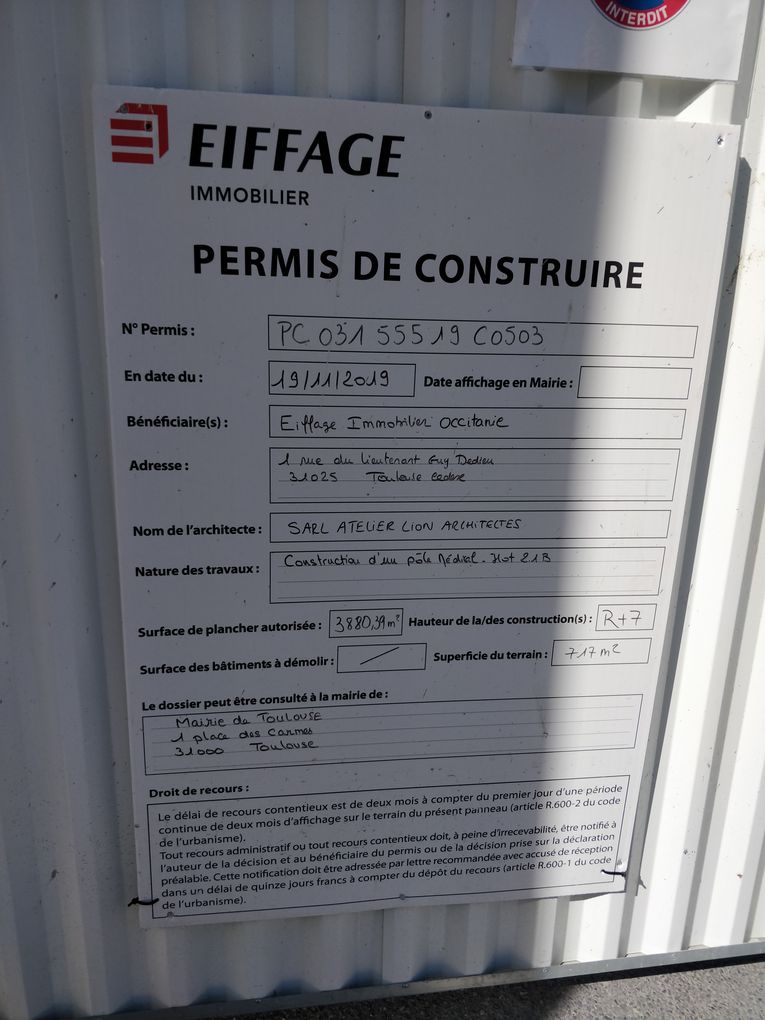 INTERDIT
EIFFAGE
IMMOBILIER
PERMIS DE CONSTRUIRE
N° Permis : PC 031 555 19 C0503
En date du : 19/11/2019 Date affichage en Mairie :
Bénéficiaire(s) : Eiffage Immobilier Occitanie
Adresse : 1 rue du Lieutenant Guy Dedieu
31025 Toulouse cedex
Nom de l'architecte : SARL ATELIER LION ARCHITECTES
Nature des travaux : Construction d'un pôle Médical - Ilot 2.1B
Surface de plancher autorisée : 3880,39m² Hauteur de la/des construction(s) : R+7
Surface des bâtiments à démolir : / Superficie du terrain : 717 m²
Le dossier peut être consulté à la mairie de :
Mairie de Toulouse
1 place des Carmes
31000 Toulouse
Droit de recours :
Le délai de recours contentieux est de deux mois à compter du premier jour d'une période
continue de deux mois d'affichage sur le terrain du présent panneau (article R.600-2 du code
de l'urbanisme).
Tout recours administratif ou tout recours contentieux doit, à peine d'irrecevabilité, être notifié à
l'auteur de la décision et au bénéficiaire du permis ou de la décision prise sur la déclaration
préalable. Cette notification doit être adressée par lettre recommandée avec accusé de réception
dans un délai de quinze jours francs à compter du dépôt du recours (article R.600-1 du code
de l'urbanisme).